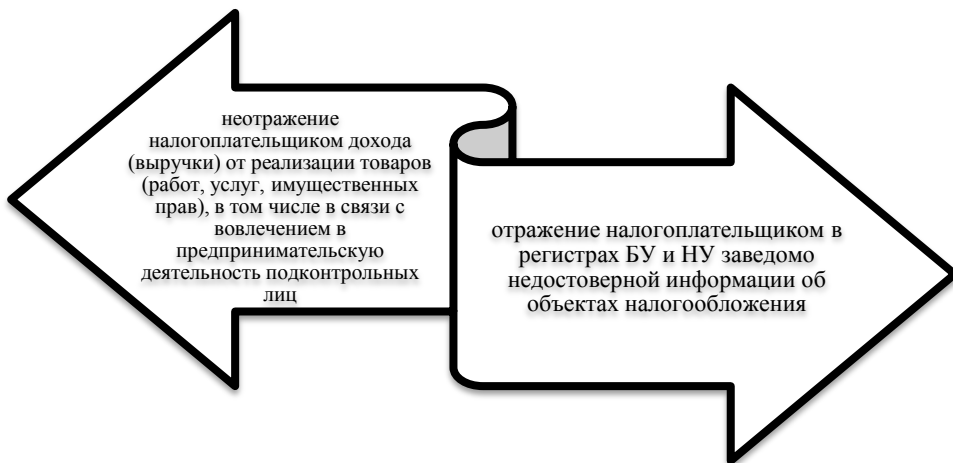 неотражение
налогоплательщиком дохода
(выручки) от реализации товаров
(работ, услуг, имущественных
прав), в том числе в связи с
вовлечением в
предпринимательскую
деятельность подконтрольных
лиц
отражение налогоплательщиком в
регистрах БУ и НУ заведомо
недостоверной информации об
объектах налогообложения